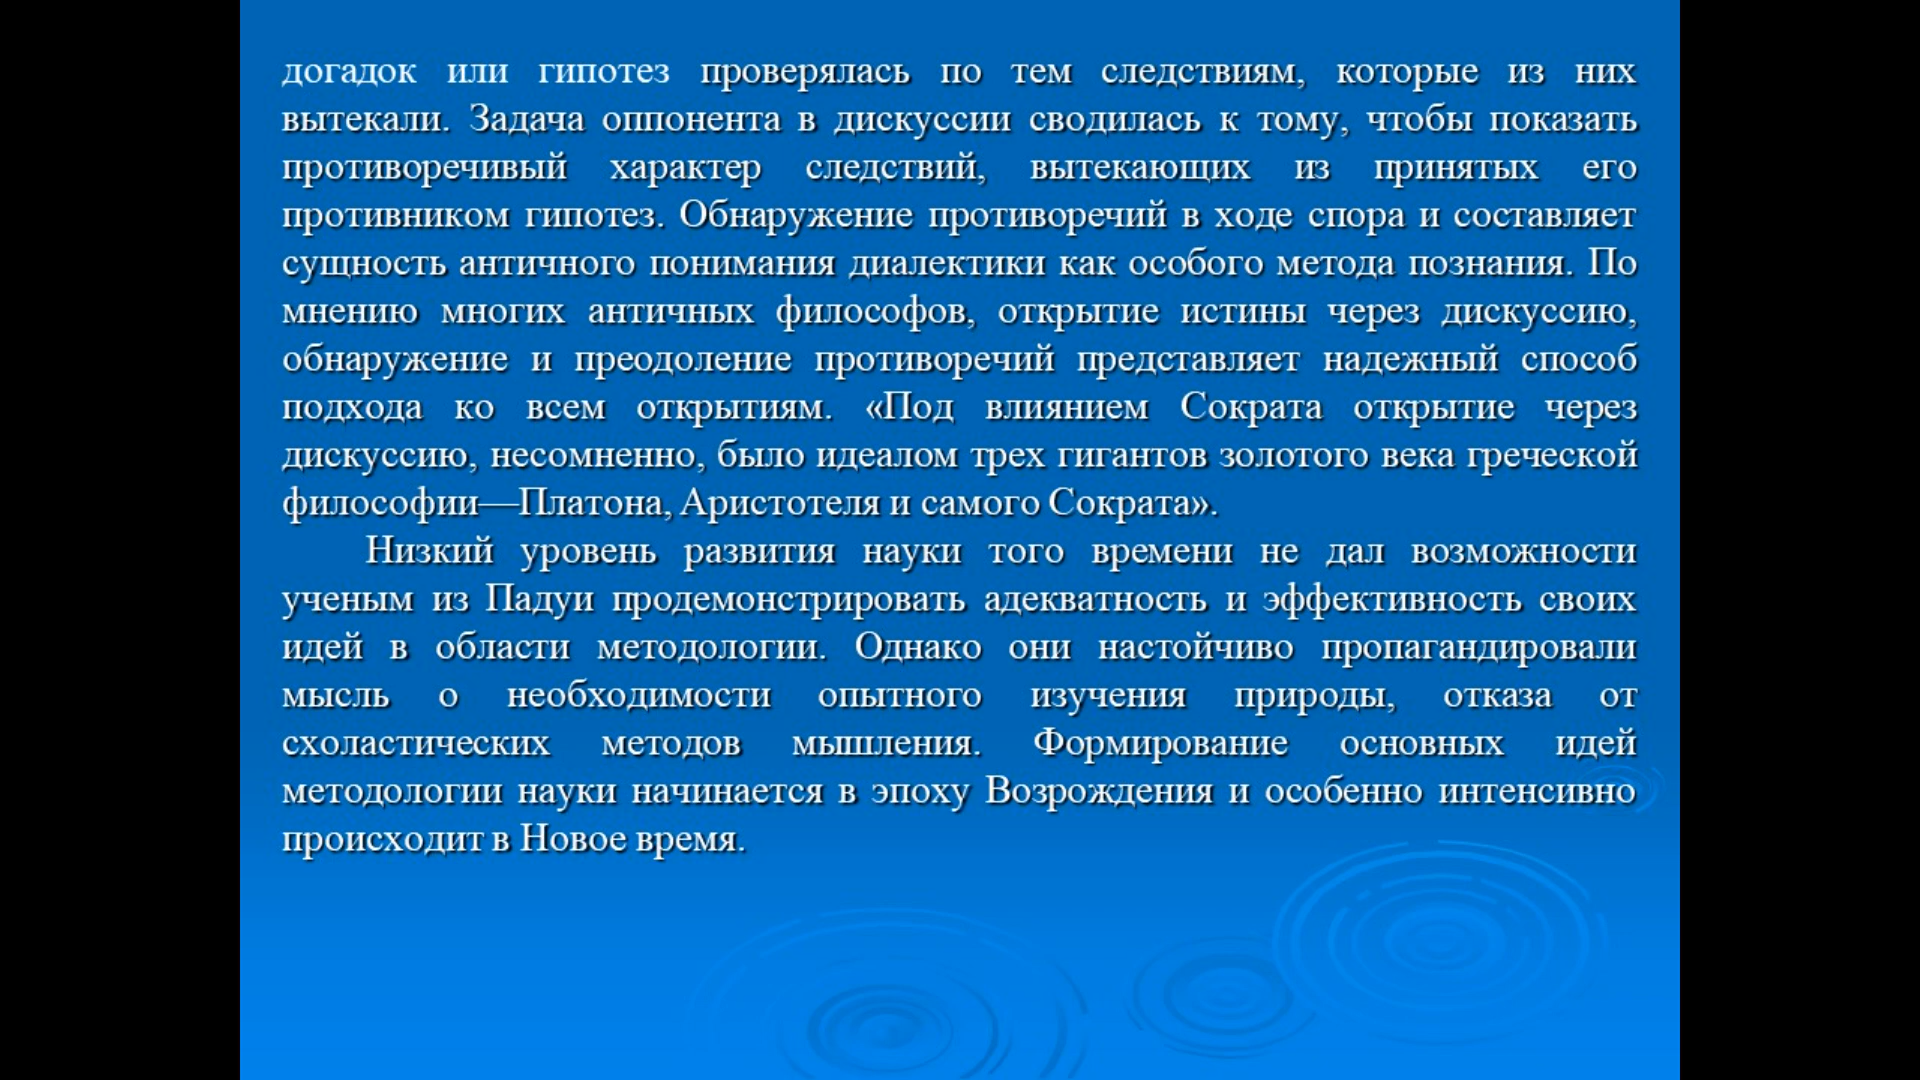 догадок или гипотез проверялась по тем следствиям, которые из них
вытекали. Задача оппонента в дискуссии сводилась к тому, чтобы показать
противоречивый характер следствий, вытекающих из принятых его
противником гипотез. Обнаружение противоречий в ходе спора и составляет
сущность античного понимания диалектики как особого метода познания. По
мнению многих античных философов, открытие истины через дискуссию,
обнаружение и преодоление противоречий представляет надежный способ
подхода ко всем открытиям. «Под влиянием Сократа открытие через
дискуссию, несомненно, было идеалом трех гигантов золотого века греческой
философии—Платона, Аристотеля и самого Сократа».
Низкий уровень развития науки того времени не дал возможности
ученым из Падуи продемонстрировать адекватность и эффективность своих
идей в области методологии. Однако они настойчиво пропагандировали
мысль о необходимости опытного изучения природы, отказа от
схоластических методов мышления. Формирование основных идей
методологии науки начинается в эпоху Возрождения и особенно интенсивно
происходит в Новое время.